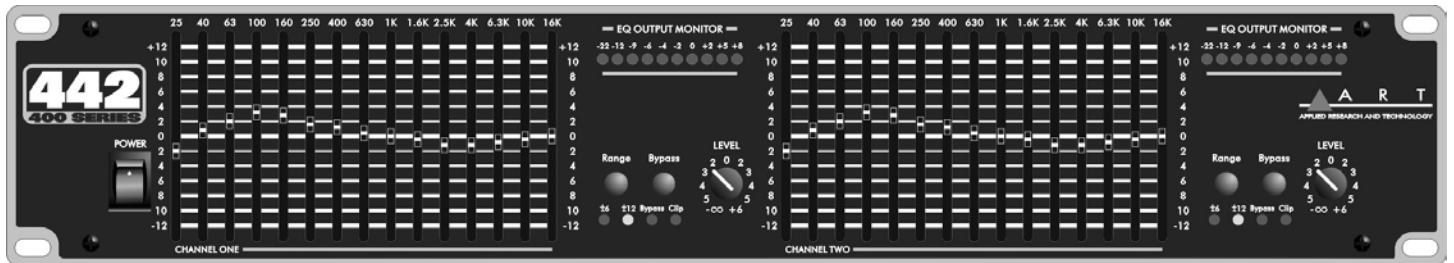 25 40 63 100 160 250 400 630 1K 1.6K 2.5K 4K 6.3K 10K 16K
EQ OUTPUT MONITOR
-22 -12 -9 -6 -4 -2 0 +2 +5 +8
+12 +12
10 10
8 8
6 6
4 4
2 2
0 0
2 2
4 4
6 6
8 8
10 10
-12 -12
442
400 SERIES
POWER
Range Bypass
LEVEL
2 0 2
3 3
4 4
5 5
-∞ +6
±6 ±12 Bypass Clip
CHANNEL ONE
25 40 63 100 160 250 400 630 1K 1.6K 2.5K 4K 6.3K 10K 16K
EQ OUTPUT MONITOR
-22 -12 -9 -6 -4 -2 0 +2 +5 +8
+12 +12
10 10
8 8
6 6
4 4
2 2
0 0
2 2
4 4
6 6
8 8
10 10
-12 -12
ART
APPLIED RESEARCH AND TECHNOLOGY
Range Bypass
LEVEL
2 0 2
3 3
4 4
5 5
-∞ +6
±6 ±12 Bypass Clip
CHANNEL TWO